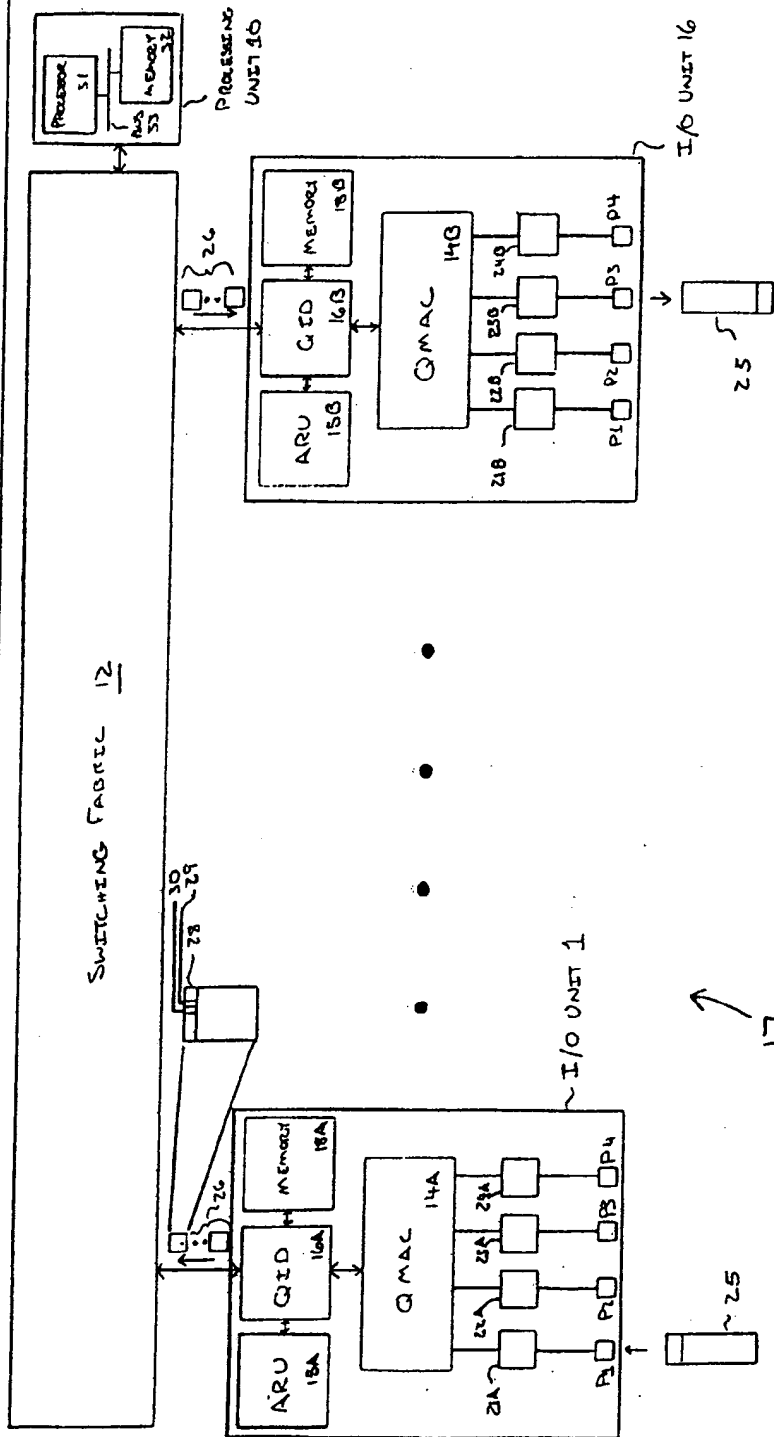 PROCESSOR
31
BUS
33
MEMORY
32
PROCESSING
UNIT 10
SWITCHING FABRIC 12
26
30
29
28
26
ARU
15B
QID
16B
MEMORY
18B
QMAC
14B
21B
22B
23B
24B
P1
P2
P3
P4
I/O UNIT 16
25
ARU
15A
QID
16A
MEMORY
18A
QMAC
14A
21A
22A
23A
24A
P1
P2
P3
P4
I/O UNIT 1
25
17